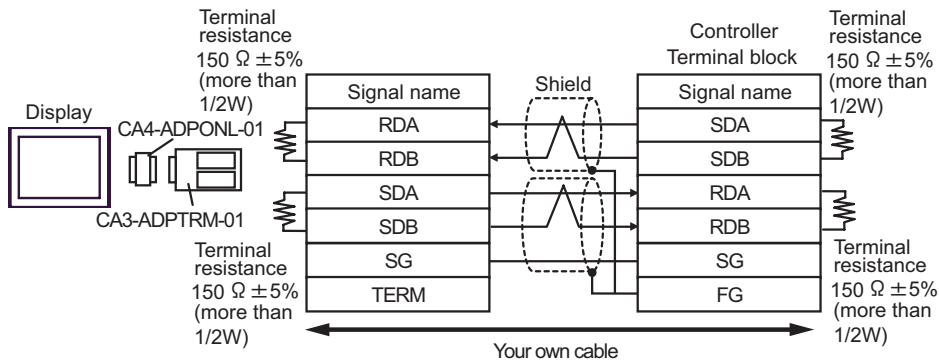 Terminal
resistance
150 Ω ±5%
(more than
1/2W)
Controller
Terminal block
Terminal
resistance
150 Ω ±5%
(more than
1/2W)
Display
CA4-ADPONL-01
CA3-ADPTRM-01
Shield
Signal name
RDA
RDB
SDA
SDB
SG
TERM
Signal name
SDA
SDB
RDA
RDB
SG
FG
Terminal
resistance
150 Ω ±5%
(more than
1/2W)
Terminal
resistance
150 Ω ±5%
(more than
1/2W)
Your own cable